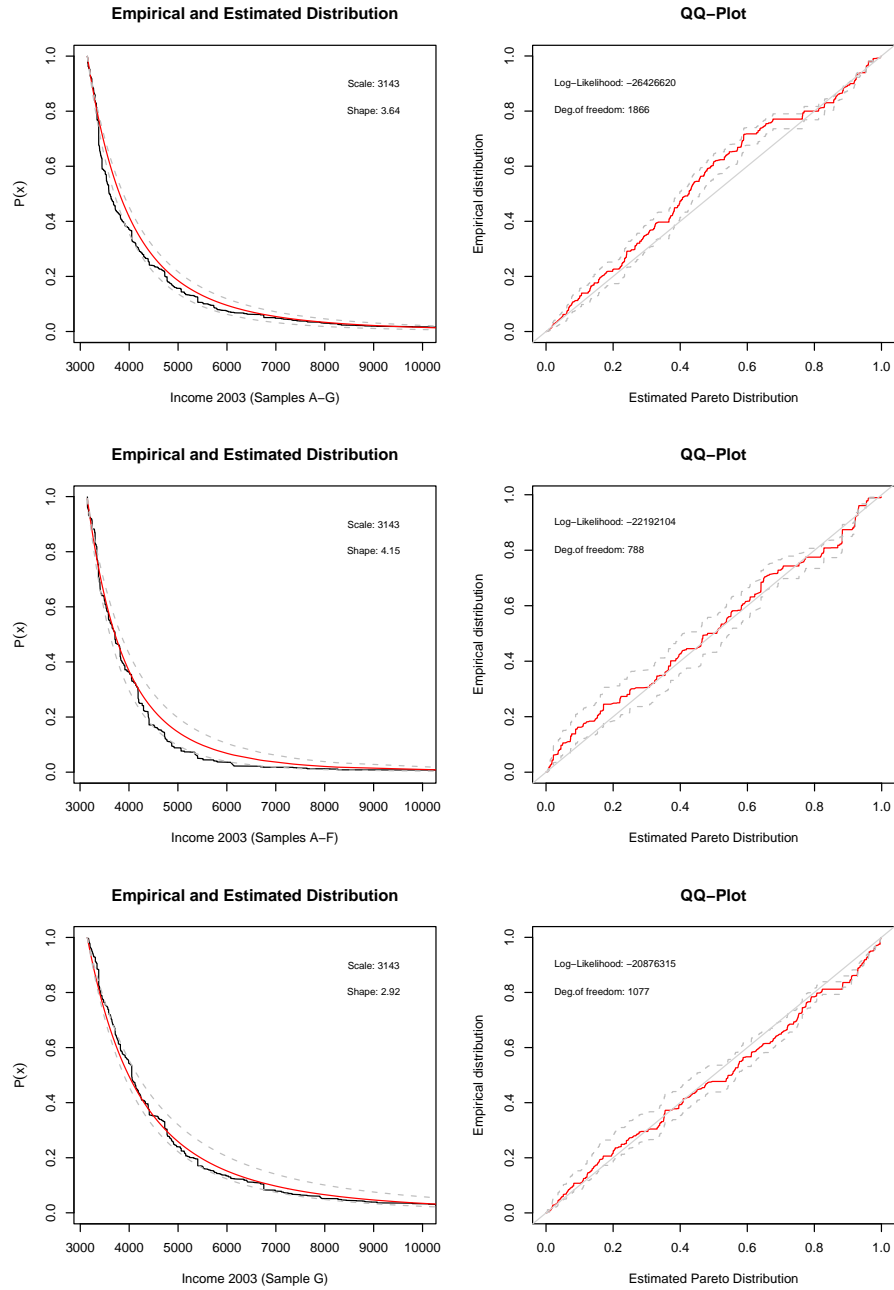 Empirical and Estimated Distribution
P(x)
0.0 0.2 0.4 0.6 0.8 1.0
Scale: 3143
Shape: 3.64
3000 4000 5000 6000 7000 8000 9000 10000
Income 2003 (Samples A−G)
QQ−Plot
Empirical distribution
0.0 0.2 0.4 0.6 0.8 1.0
Log−Likelihood: −26426620
Deg.of freedom: 1866
0.0 0.2 0.4 0.6 0.8 1.0
Estimated Pareto Distribution
Empirical and Estimated Distribution
P(x)
0.0 0.2 0.4 0.6 0.8 1.0
Scale: 3143
Shape: 4.15
3000 4000 5000 6000 7000 8000 9000 10000
Income 2003 (Samples A−F)
QQ−Plot
Empirical distribution
0.0 0.2 0.4 0.6 0.8 1.0
Log−Likelihood: −22192104
Deg.of freedom: 788
0.0 0.2 0.4 0.6 0.8 1.0
Estimated Pareto Distribution
Empirical and Estimated Distribution
P(x)
0.0 0.2 0.4 0.6 0.8 1.0
Scale: 3143
Shape: 2.92
3000 4000 5000 6000 7000 8000 9000 10000
Income 2003 (Sample G)
QQ−Plot
Empirical distribution
0.0 0.2 0.4 0.6 0.8 1.0
Log−Likelihood: −20876315
Deg.of freedom: 1077
0.0 0.2 0.4 0.6 0.8 1.0
Estimated Pareto Distribution